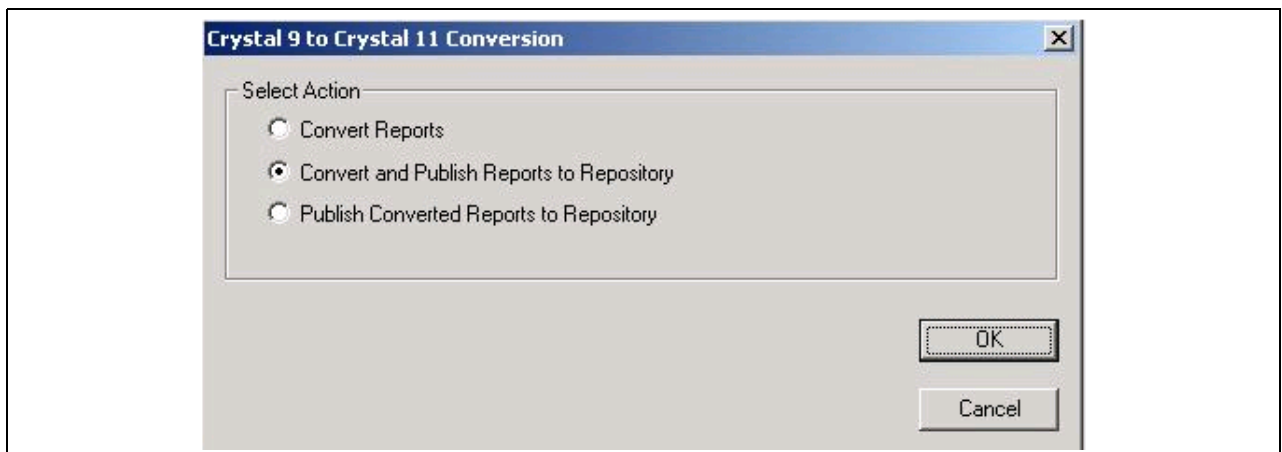 Crystal 9 to Crystal 11 Conversion
Select Action
Convert Reports
Convert and Publish Reports to Repository
Publish Converted Reports to Repository
OK
Cancel